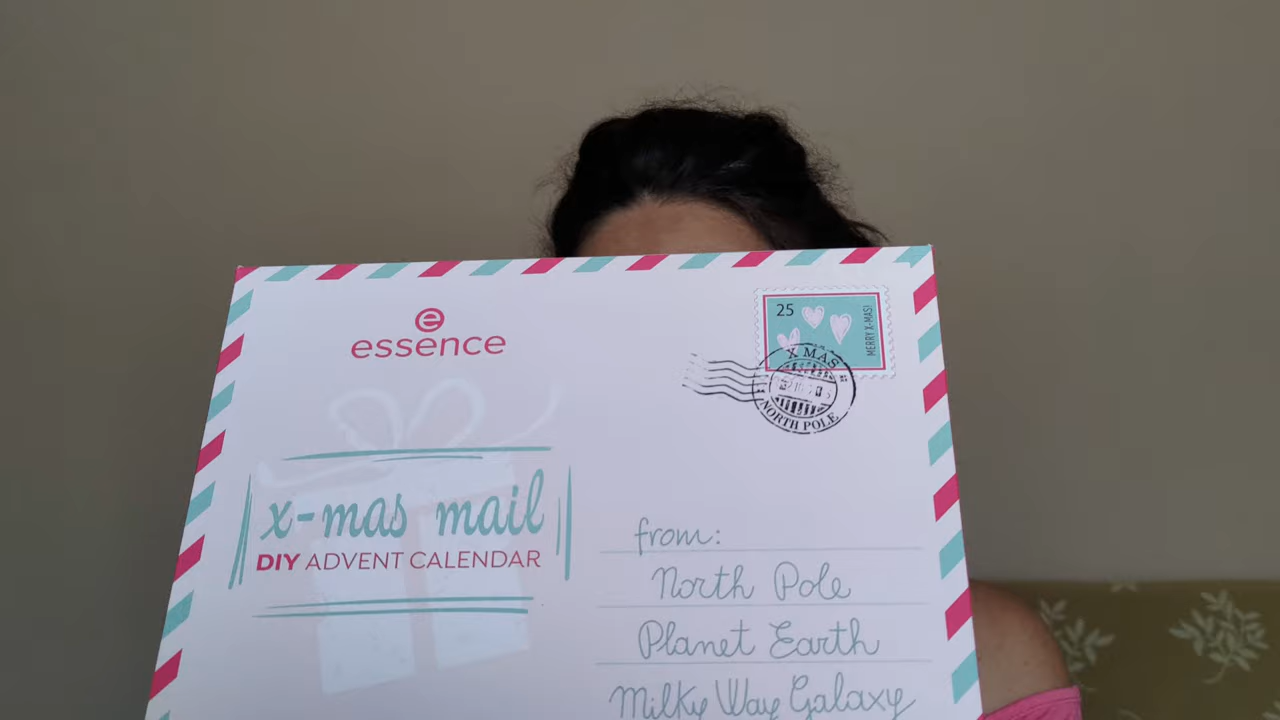 e
essence
25
MERRY X-MAS!
X MAS
NORTH POLE
x-mas mail
DIY ADVENT CALENDAR
from:
North Pole
Planet Earth
Milky Way Galaxy